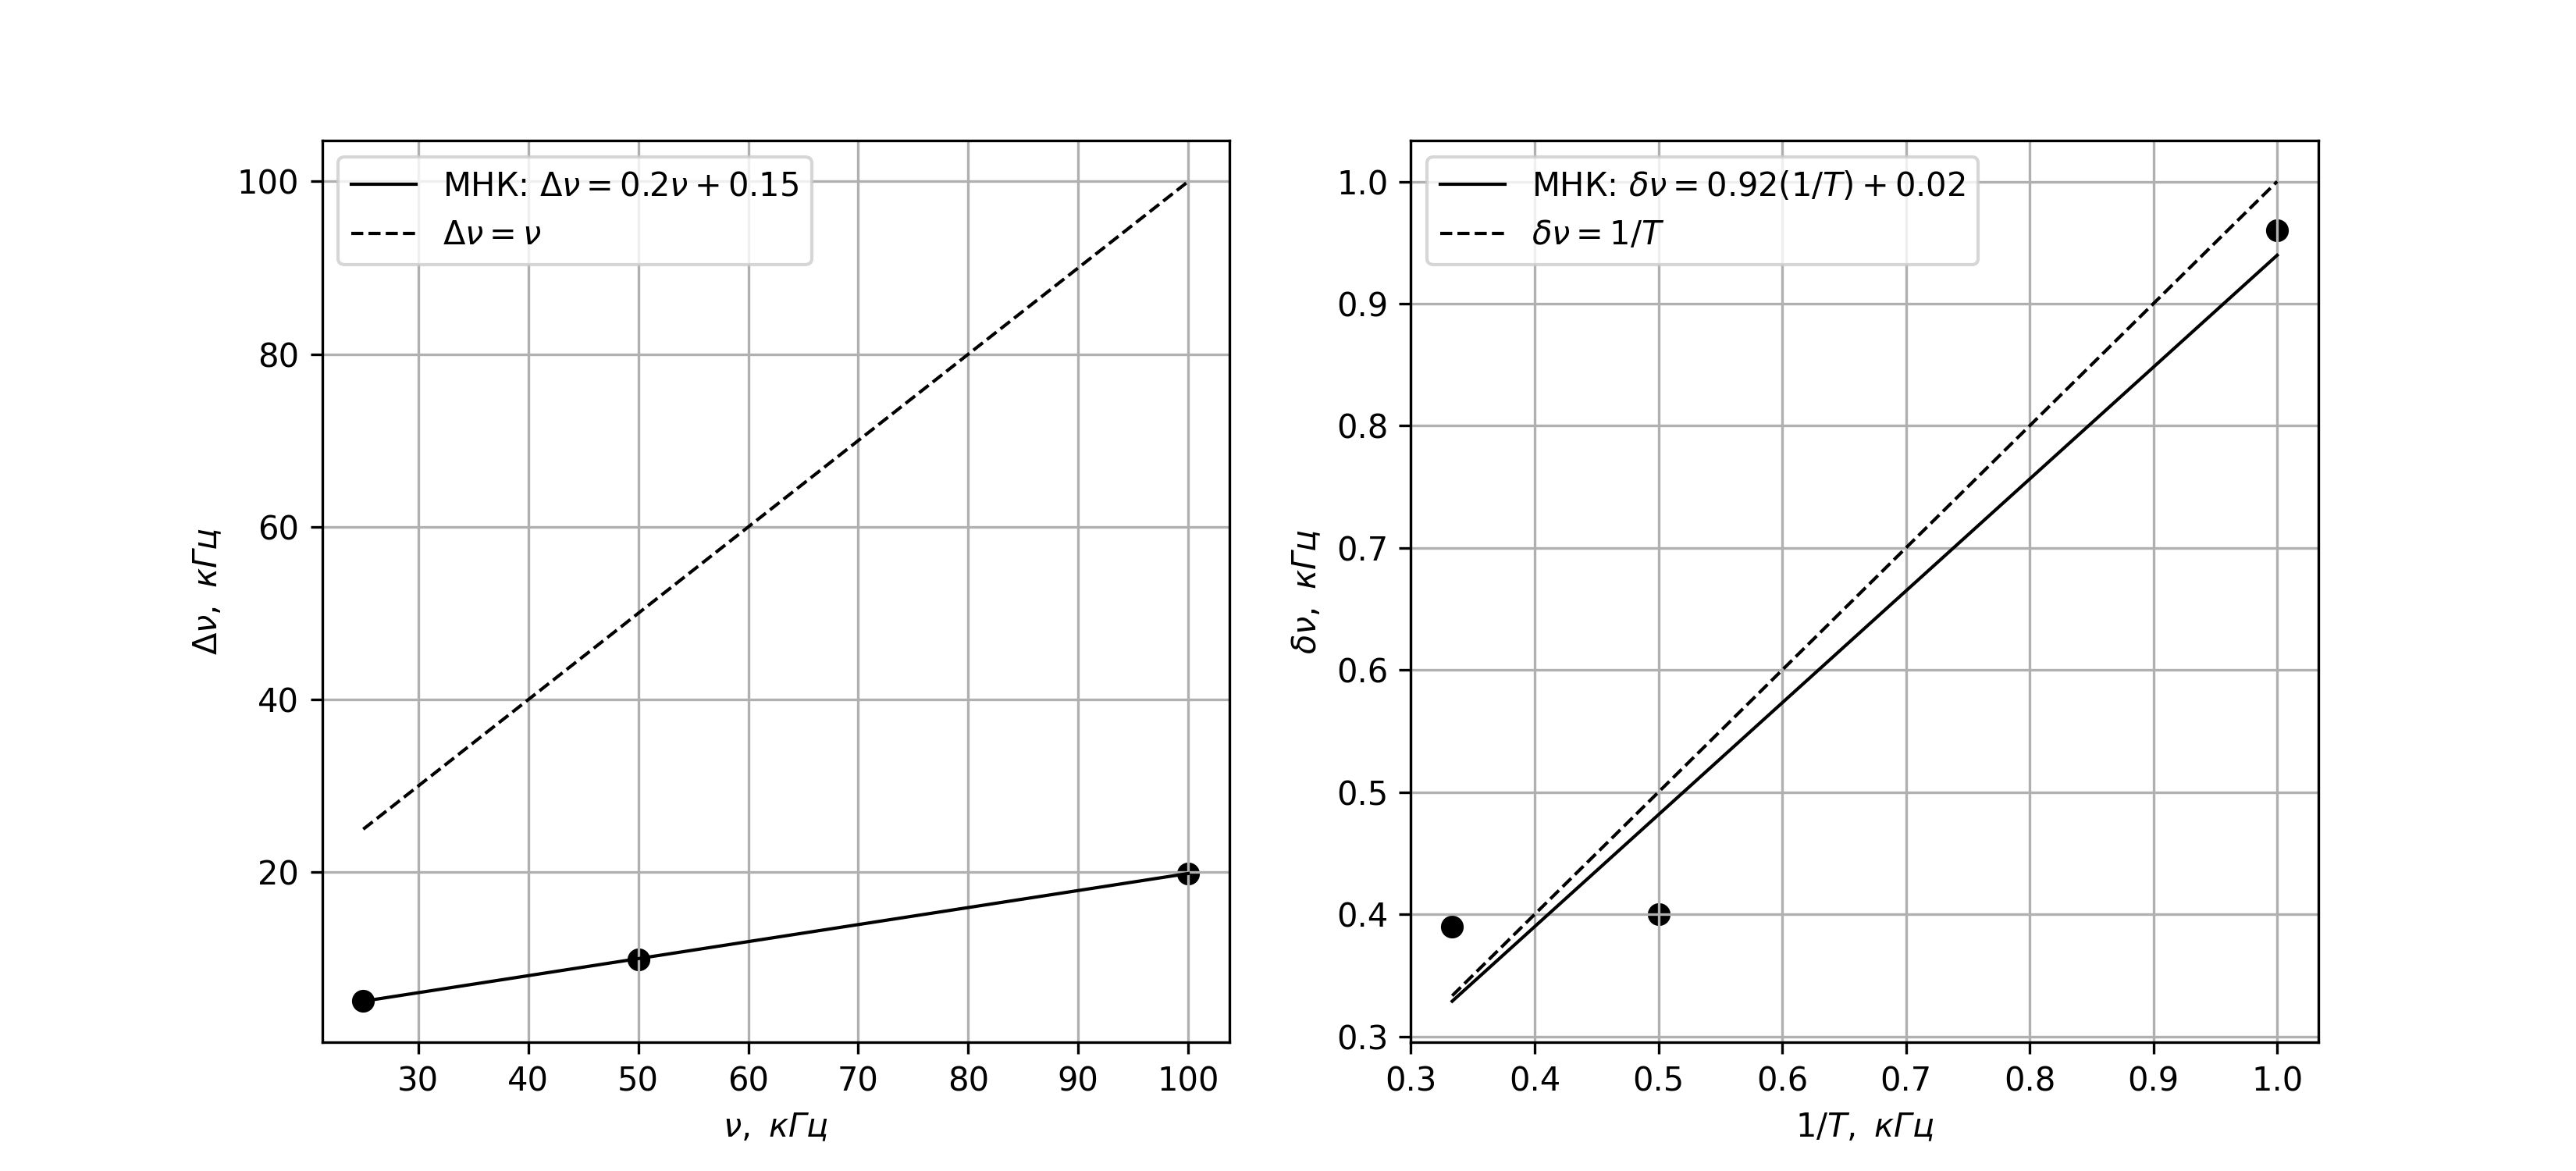 МНК: Δν = 0.2ν + 0.15
Δν = ν
100
80
60
40
20
Δν, кГц
30 40 50 60 70 80 90 100
ν, кГц
МНК: δν = 0.92(1/T) + 0.02
δν = 1/T
1.0
0.9
0.8
0.7
0.6
0.5
0.4
0.3
δν, кГц
0.3 0.4 0.5 0.6 0.7 0.8 0.9 1.0
1/T, кГц